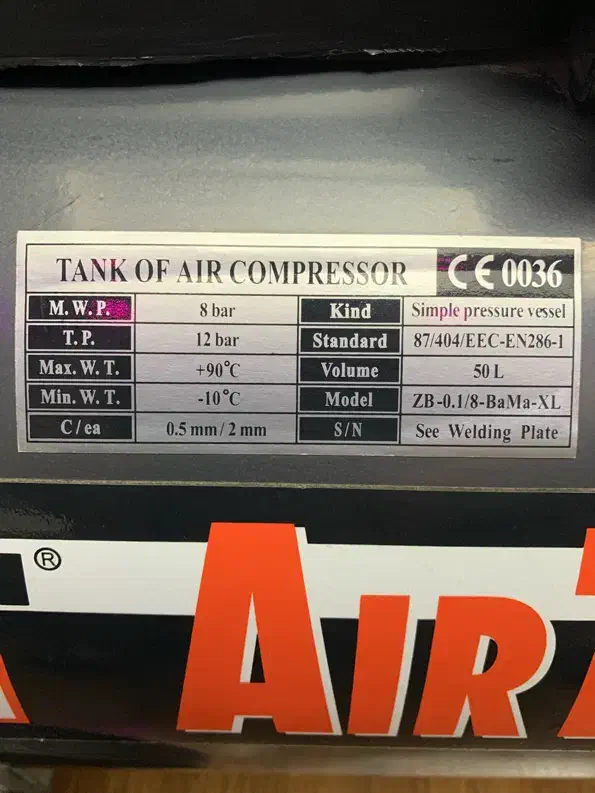 TANK OF AIR COMPRESSOR CE 0036
M. W. P. 8 bar Kind Simple pressure vessel
T. P. 12 bar Standard 87/404/EEC-EN286-1
Max. W. T. +90°C Volume 50 L
Min. W. T. -10°C Model ZB-0.1/8-BaMa-XL
C / ea 0.5 mm / 2 mm S/N See Welding Plate
® AIR